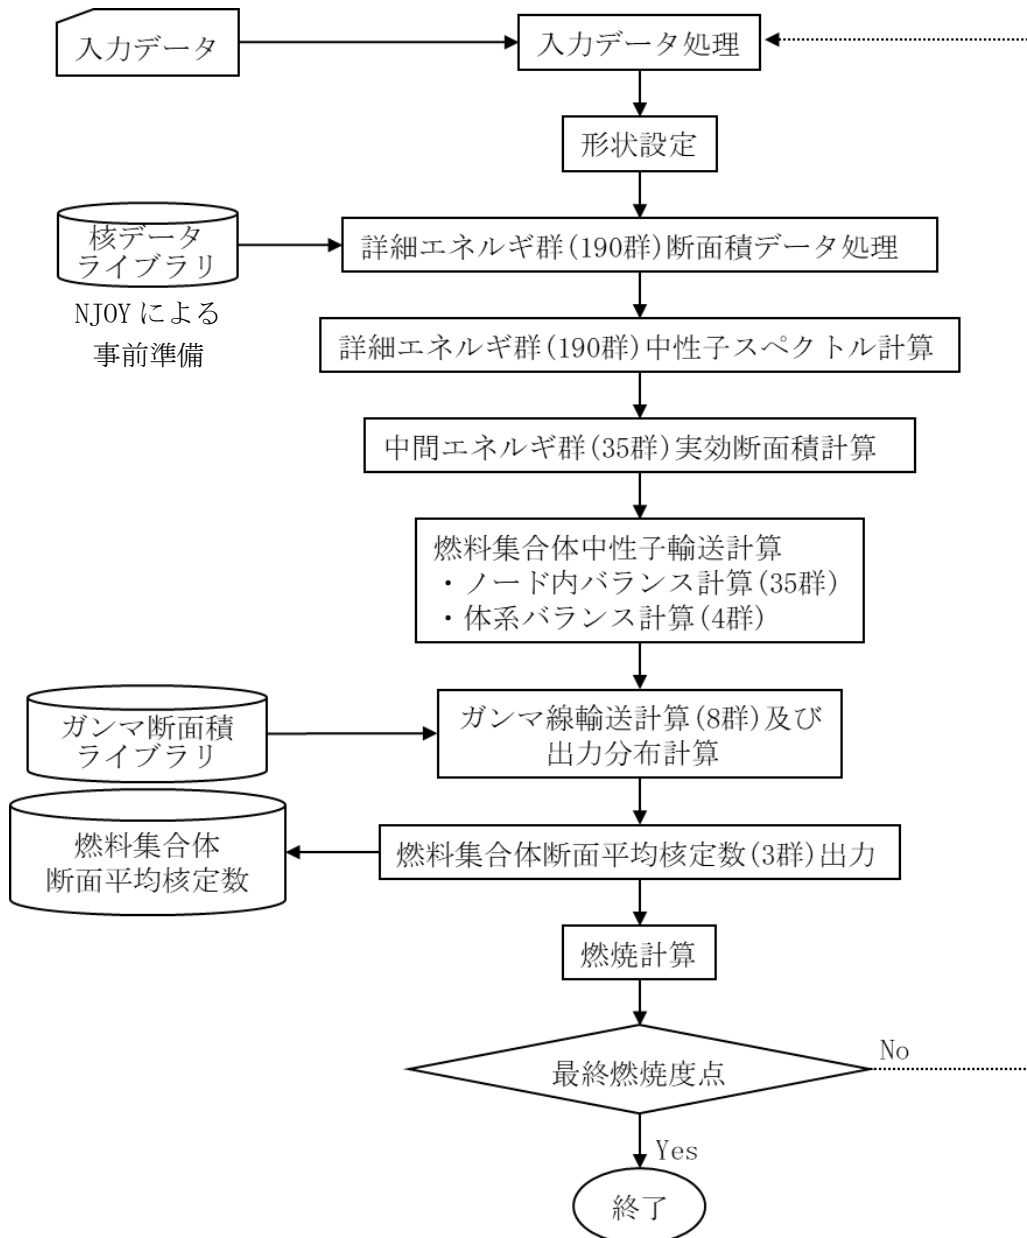 入力データ
入力データ処理
形状設定
核データ
ライブラリ
NJOYによる
事前準備
詳細エネルギ群(190群)断面積データ処理
詳細エネルギ群(190群)中性子スペクトル計算
中間エネルギ群(35群)実効断面積計算
燃料集合体中性子輸送計算
・ノード内バランス計算(35群)
・体系バランス計算(4群)
ガンマ断面積
ライブラリ
ガンマ線輸送計算(8群)及び
出力分布計算
燃料集合体
断面平均核定数
燃料集合体断面平均核定数(3群)出力
燃焼計算
最終燃焼度点
No
Yes
終了